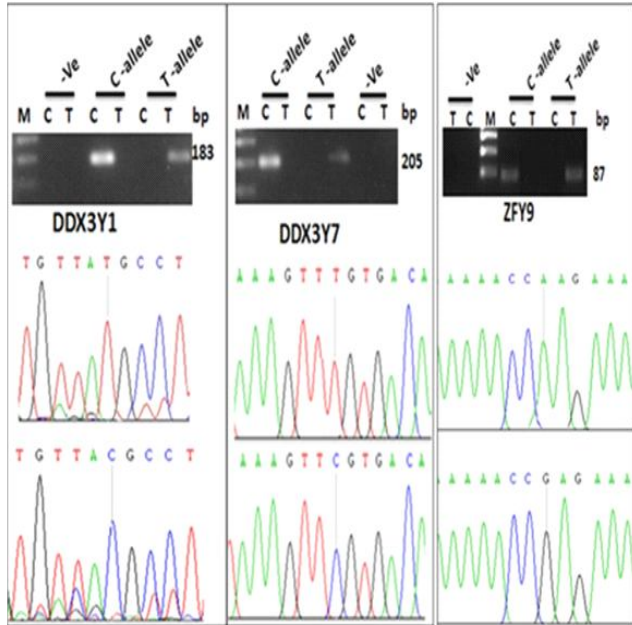 -Ve C-allele T-allele
M C T C T C T bp
183
DDX3Y1
T G T T A T G C C T
T G T T A C G C C T
C-allele T-allele -Ve
M C T C T C T bp
205
DDX3Y7
A A A G T T T G T G A C A
A A A G T T C G T G A C A
-Ve C-allele T-allele
T C M C T C T bp
87
ZFY9
A A A A C C A A G A A A
A A A A C C G A G A A A